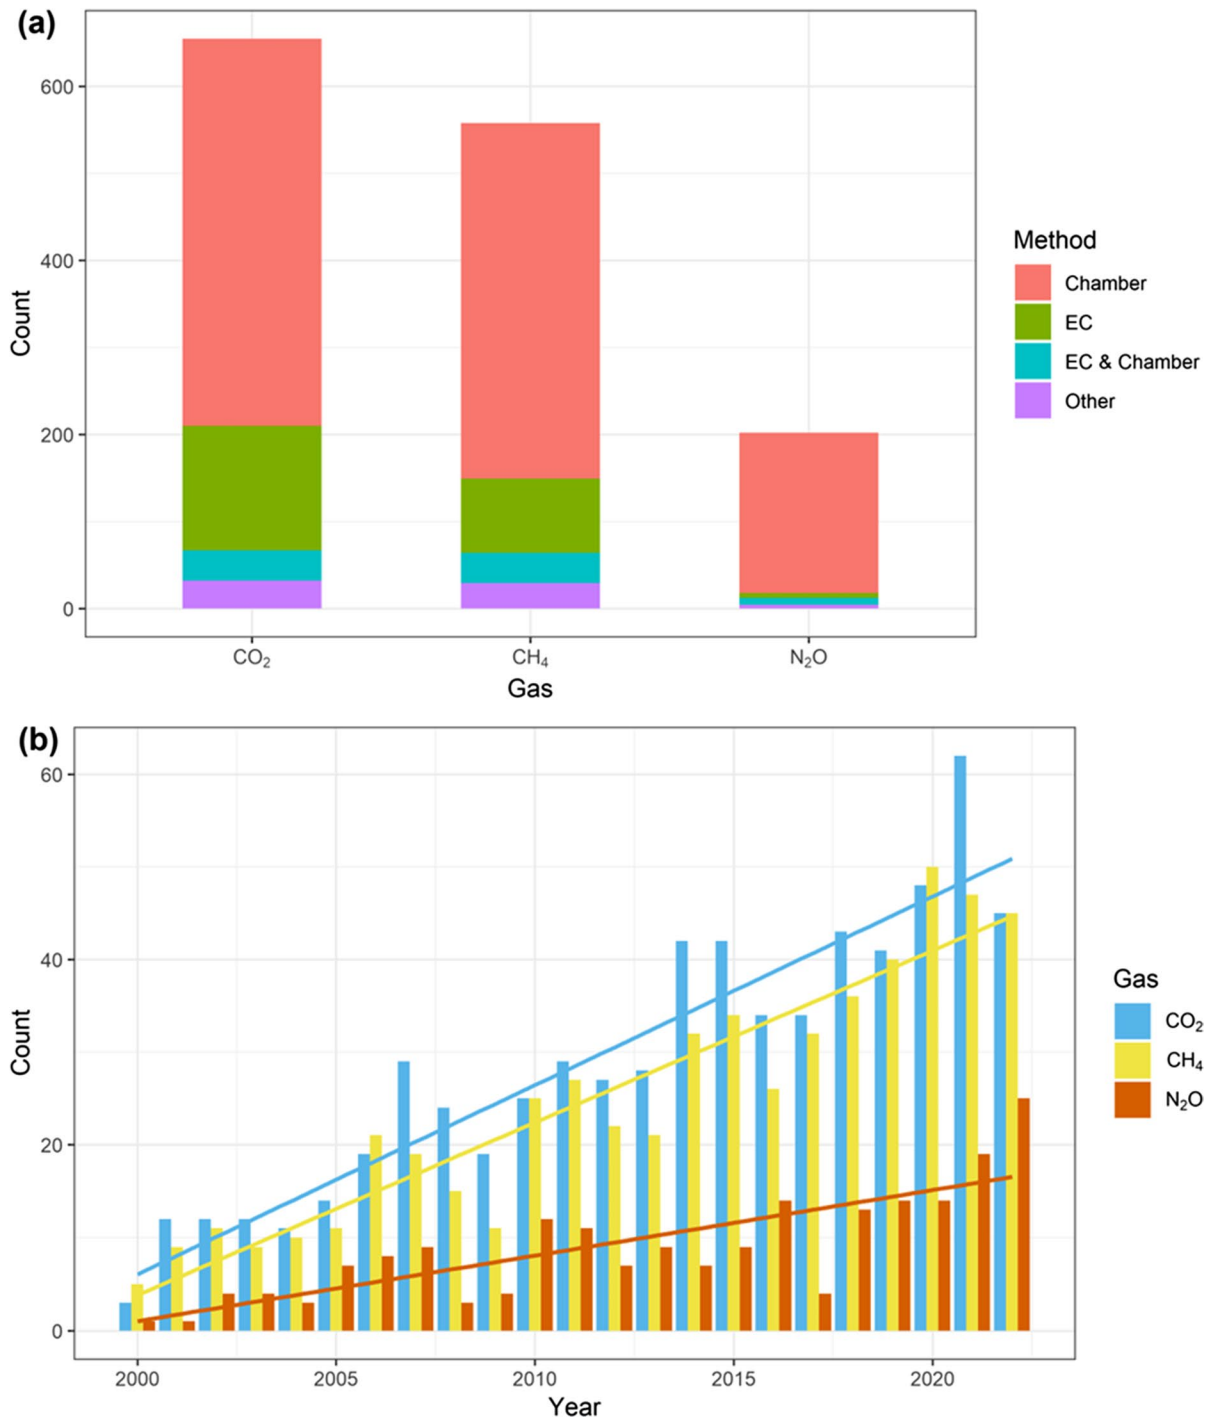 (a)
600
400
200
0
Count
CO₂
CH₄
N₂O
Gas
Method
Chamber
EC
EC & Chamber
Other
(b)
60
40
20
0
Count
2000
2005
2010
2015
2020
Year
Gas
CO₂
CH₄
N₂O